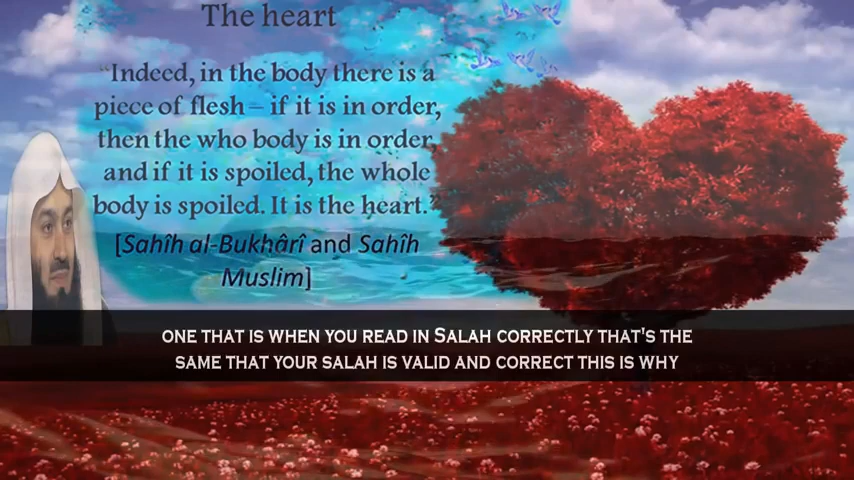 The heart
"Indeed, in the body there is a
piece of flesh – if it is in order,
then the who body is in order,
and if it is spoiled, the whole
body is spoiled. It is the heart."
[Sahîh al-Bukhârî and Sahîh
Muslim]
ONE THAT IS WHEN YOU READ IN SALAH CORRECTLY THAT'S THE
SAME THAT YOUR SALAH IS VALID AND CORRECT THIS IS WHY